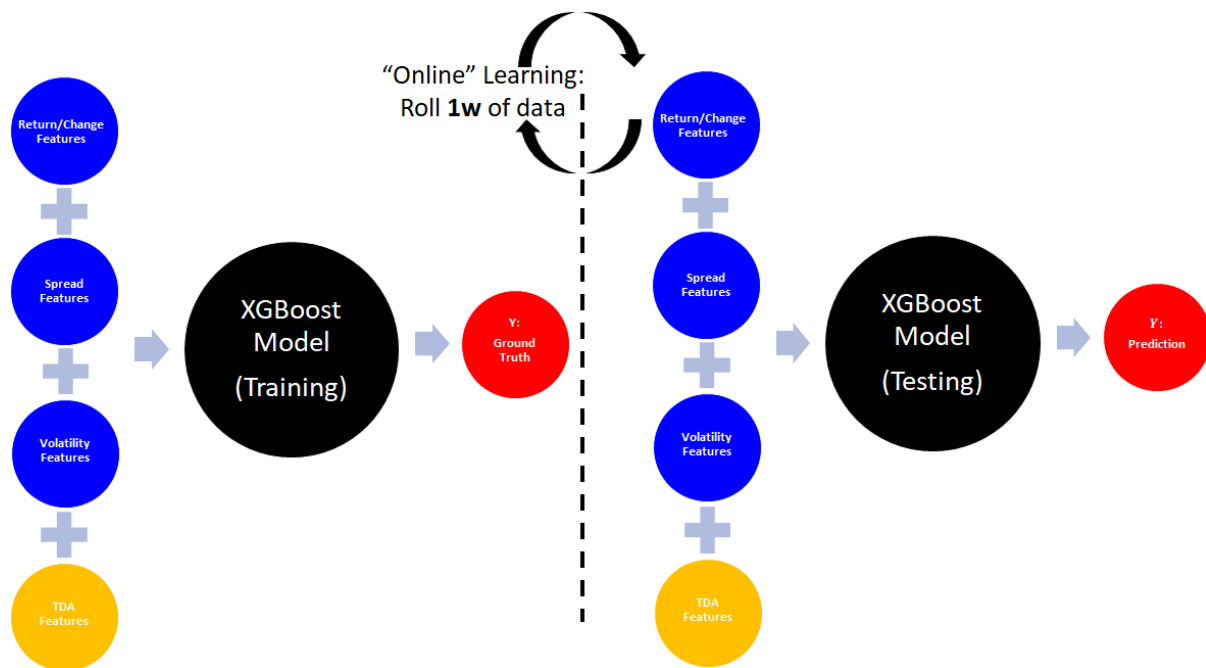 Return/Change
Features
Spread
Features
Volatility
Features
TDA
Features
XGBoost
Model
(Training)
Y:
Ground
Truth
“Online” Learning:
Roll 1w of data
Return/Change
Features
Spread
Features
Volatility
Features
TDA
Features
XGBoost
Model
(Testing)
Y:
Prediction